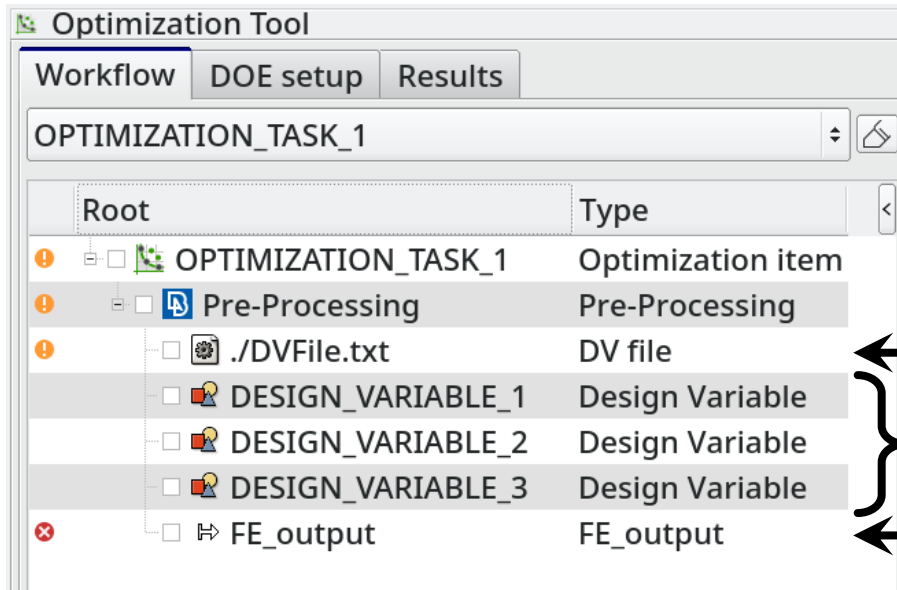 Optimization Tool
Workflow DOE setup Results
OPTIMIZATION_TASK_1
Root Type
OPTIMIZATION_TASK_1 Optimization item
Pre-Processing Pre-Processing
./DVFile.txt DV file
DESIGN_VARIABLE_1 Design Variable
DESIGN_VARIABLE_2 Design Variable
DESIGN_VARIABLE_3 Design Variable
FE_output FE_output